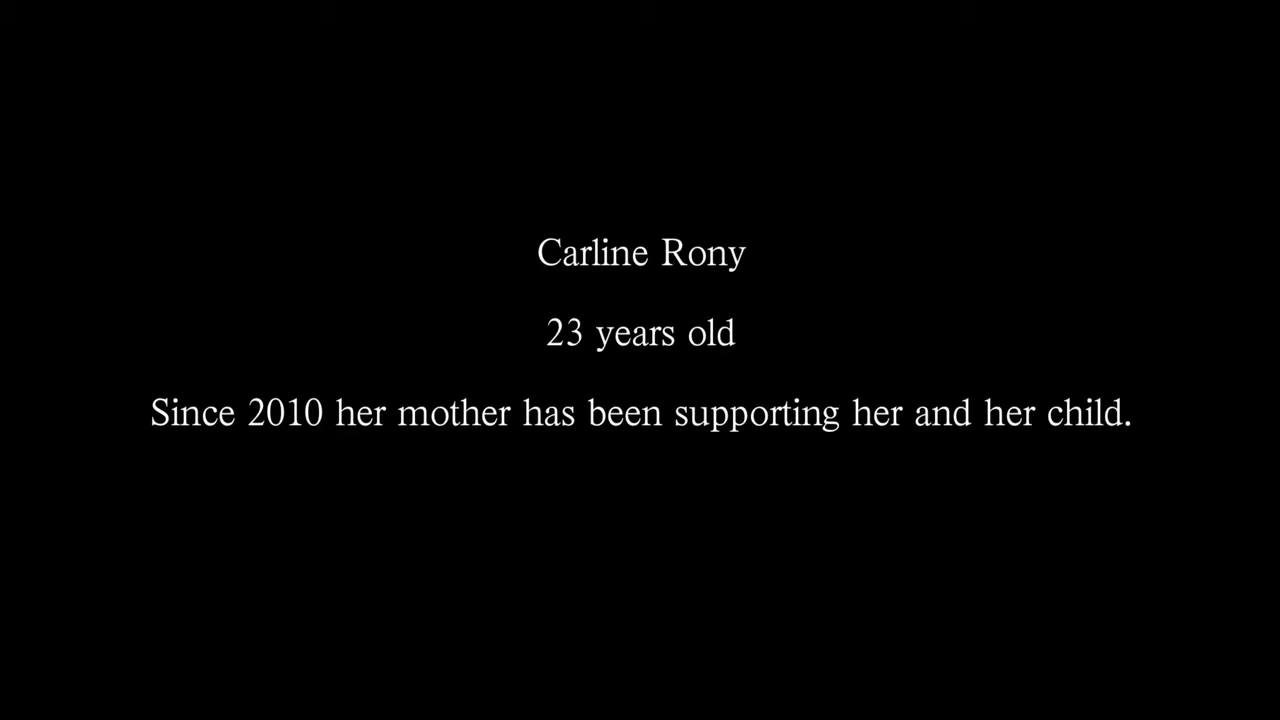 Carline Rony
23 years old
Since 2010 her mother has been supporting her and her child.